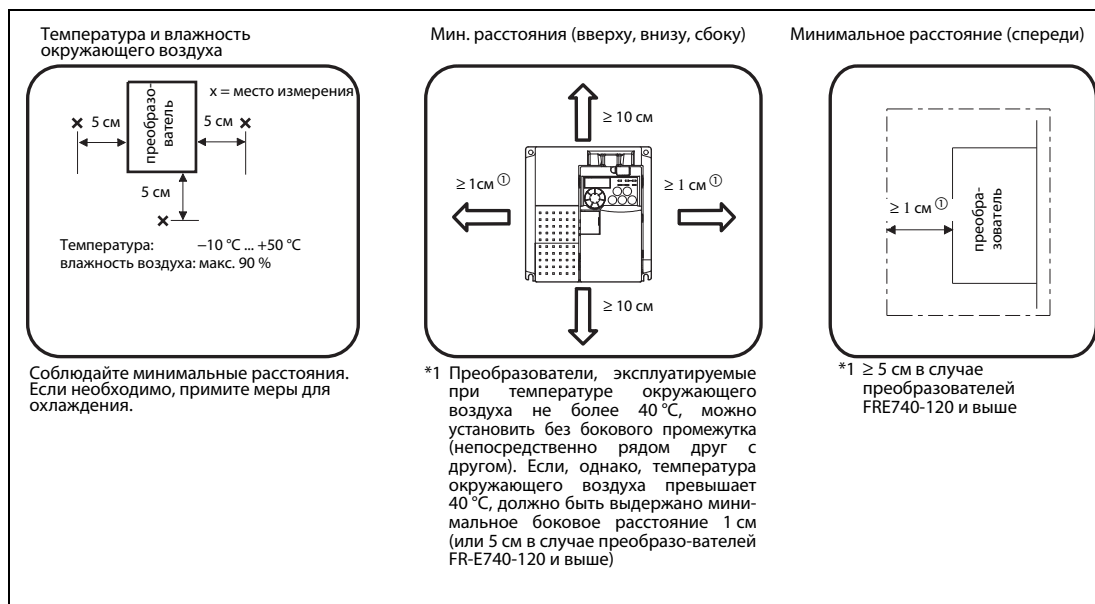 Температура и влажность
окружающего воздуха
x = место измерения
преобразо-
ватель
5 см
5 см
5 см
Температура: –10 °C ... +50 °C
влажность воздуха: макс. 90 %
Соблюдайте минимальные расстояния.
Если необходимо, примите меры для
охлаждения.
Мин. расстояния (вверху, внизу, сбоку)
≥ 10 см
≥ 1см ①
≥ 1 см ①
≥ 10 см
*1 Преобразователи, эксплуатируемые
при температуре окружающего
воздуха не более 40 °C, можно
установить без бокового промежутка
(непосредственно рядом друг с
другом). Если, однако, температура
окружающего воздуха превышает
40 °C, должно быть выдержано мини-
мальное боковое расстояние 1 см
(или 5 см в случае преобразо-вателей
FR-E740-120 и выше)
Минимальное расстояние (спереди)
≥ 1 см ①
преобра-
зователь
*1 ≥ 5 см в случае
преобразователей
FRE740-120 и выше